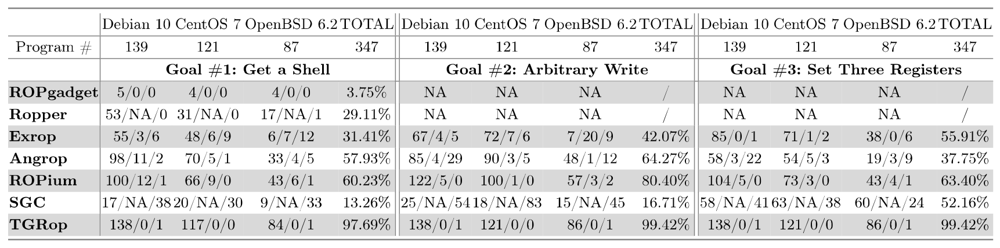 Debian 10 CentOS 7 OpenBSD 6.2 TOTAL Debian 10 CentOS 7 OpenBSD 6.2 TOTAL Debian 10 CentOS 7 OpenBSD 6.2 TOTAL
Program # 139 121 87 347 139 121 87 347 139 121 87 347
Goal #1: Get a Shell Goal #2: Arbitrary Write Goal #3: Set Three Registers
ROPgadget 5/0/0 4/0/0 4/0/0 3.75% NA NA NA / NA NA NA /
Ropper 53/NA/0 31/NA/0 17/NA/1 29.11% NA NA NA / NA NA NA /
Exrop 55/3/6 48/6/9 6/7/12 31.41% 67/4/5 72/7/6 7/20/9 42.07% 85/0/1 71/1/2 38/0/6 55.91%
Angrop 98/11/2 70/5/1 33/4/5 57.93% 85/4/29 90/3/5 48/1/12 64.27% 58/3/22 54/5/3 19/3/9 37.75%
ROPium 100/12/1 66/9/0 43/6/1 60.23% 122/5/0 100/1/0 57/3/2 80.40% 104/5/0 73/3/0 43/4/1 63.40%
SGC 17/NA/38 20/NA/30 9/NA/33 13.26% 25/NA/54 18/NA/83 15/NA/45 16.71% 58/NA/41 63/NA/38 60/NA/24 52.16%
TGRop 138/0/1 117/0/0 84/0/1 97.69% 138/0/1 121/0/0 86/0/1 99.42% 138/0/1 121/0/0 86/0/1 99.42%